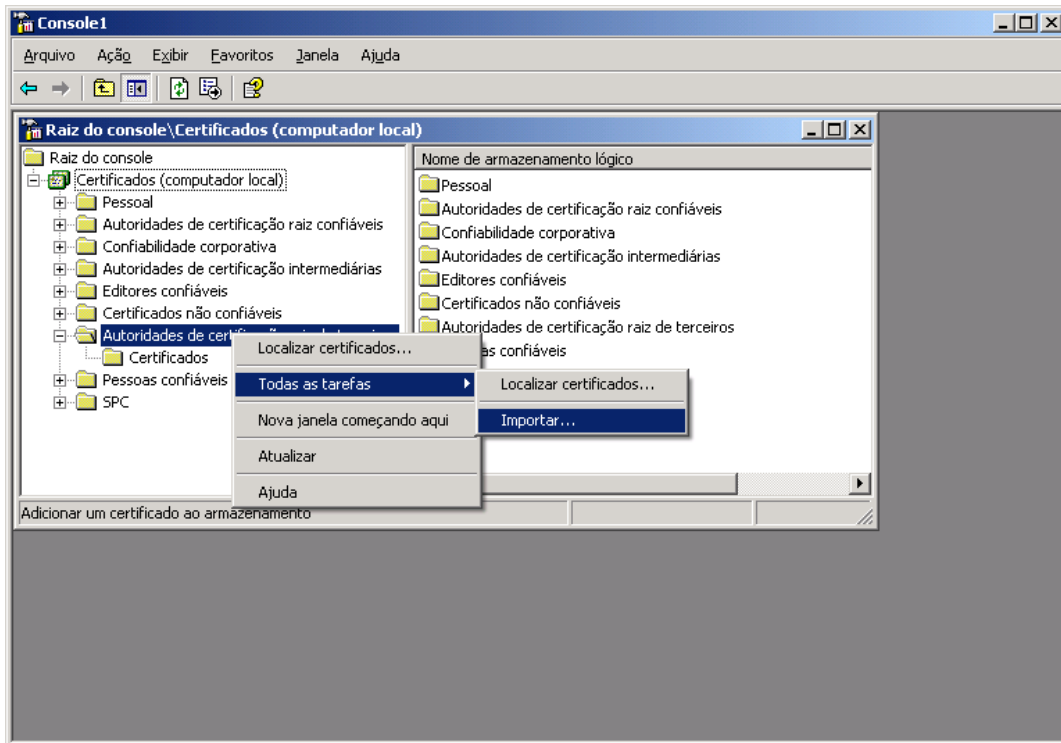 Console1
Arquivo Ação Exibir Favoritos Janela Ajuda
Raiz do console\Certificados (computador local)
Raiz do console
Certificados (computador local)
Pessoal
Autoridades de certificação raiz confiáveis
Confiabilidade corporativa
Autoridades de certificação intermediárias
Editores confiáveis
Certificados não confiáveis
Autoridades de
Certificados
Pessoas confiáveis
SPC
Nome de armazenamento lógico
Pessoal
Autoridades de certificação raiz confiáveis
Confiabilidade corporativa
Autoridades de certificação intermediárias
Editores confiáveis
Certificados não confiáveis
Autoridades de certificação raiz de terceiros
confiáveis
Localizar certificados...
Todas as tarefas
Nova janela começando aqui
Atualizar
Ajuda
Localizar certificados...
Importar...
Adicionar um certificado ao armazenamento